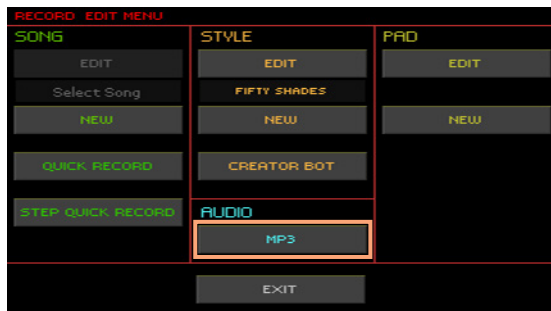 RECORD EDIT MENU
SONG
EDIT
Select Song
NEW
QUICK RECORD
STEP QUICK RECORD
STYLE
EDIT
FIFTY SHADES
NEW
CREATOR BOT
AUDIO
MP3
PAD
EDIT
NEW
EXIT